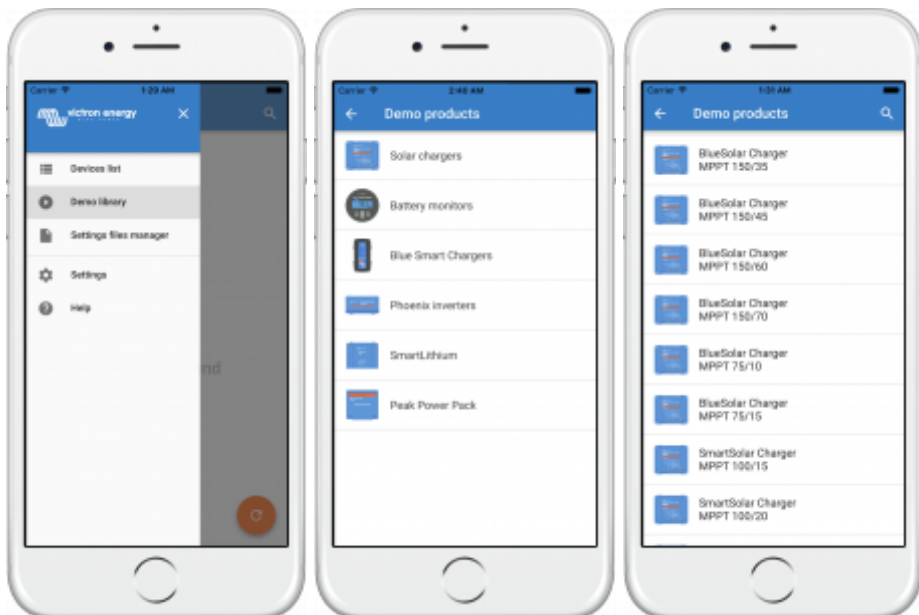 Carrier 1:29 AM
victron energy
Devices list
Demo library
Settings files manager
Settings
Help
nd
Carrier 2:48 AM
Demo products
Solar chargers
Battery monitors
Blue Smart Chargers
Phoenix inverters
SmartLithium
Peak Power Pack
Carrier 1:31 AM
Demo products
BlueSolar Charger
MPPT 150/35
BlueSolar Charger
MPPT 150/45
BlueSolar Charger
MPPT 150/60
BlueSolar Charger
MPPT 150/70
BlueSolar Charger
MPPT 75/10
BlueSolar Charger
MPPT 75/15
SmartSolar Charger
MPPT 100/15
SmartSolar Charger
MPPT 100/20